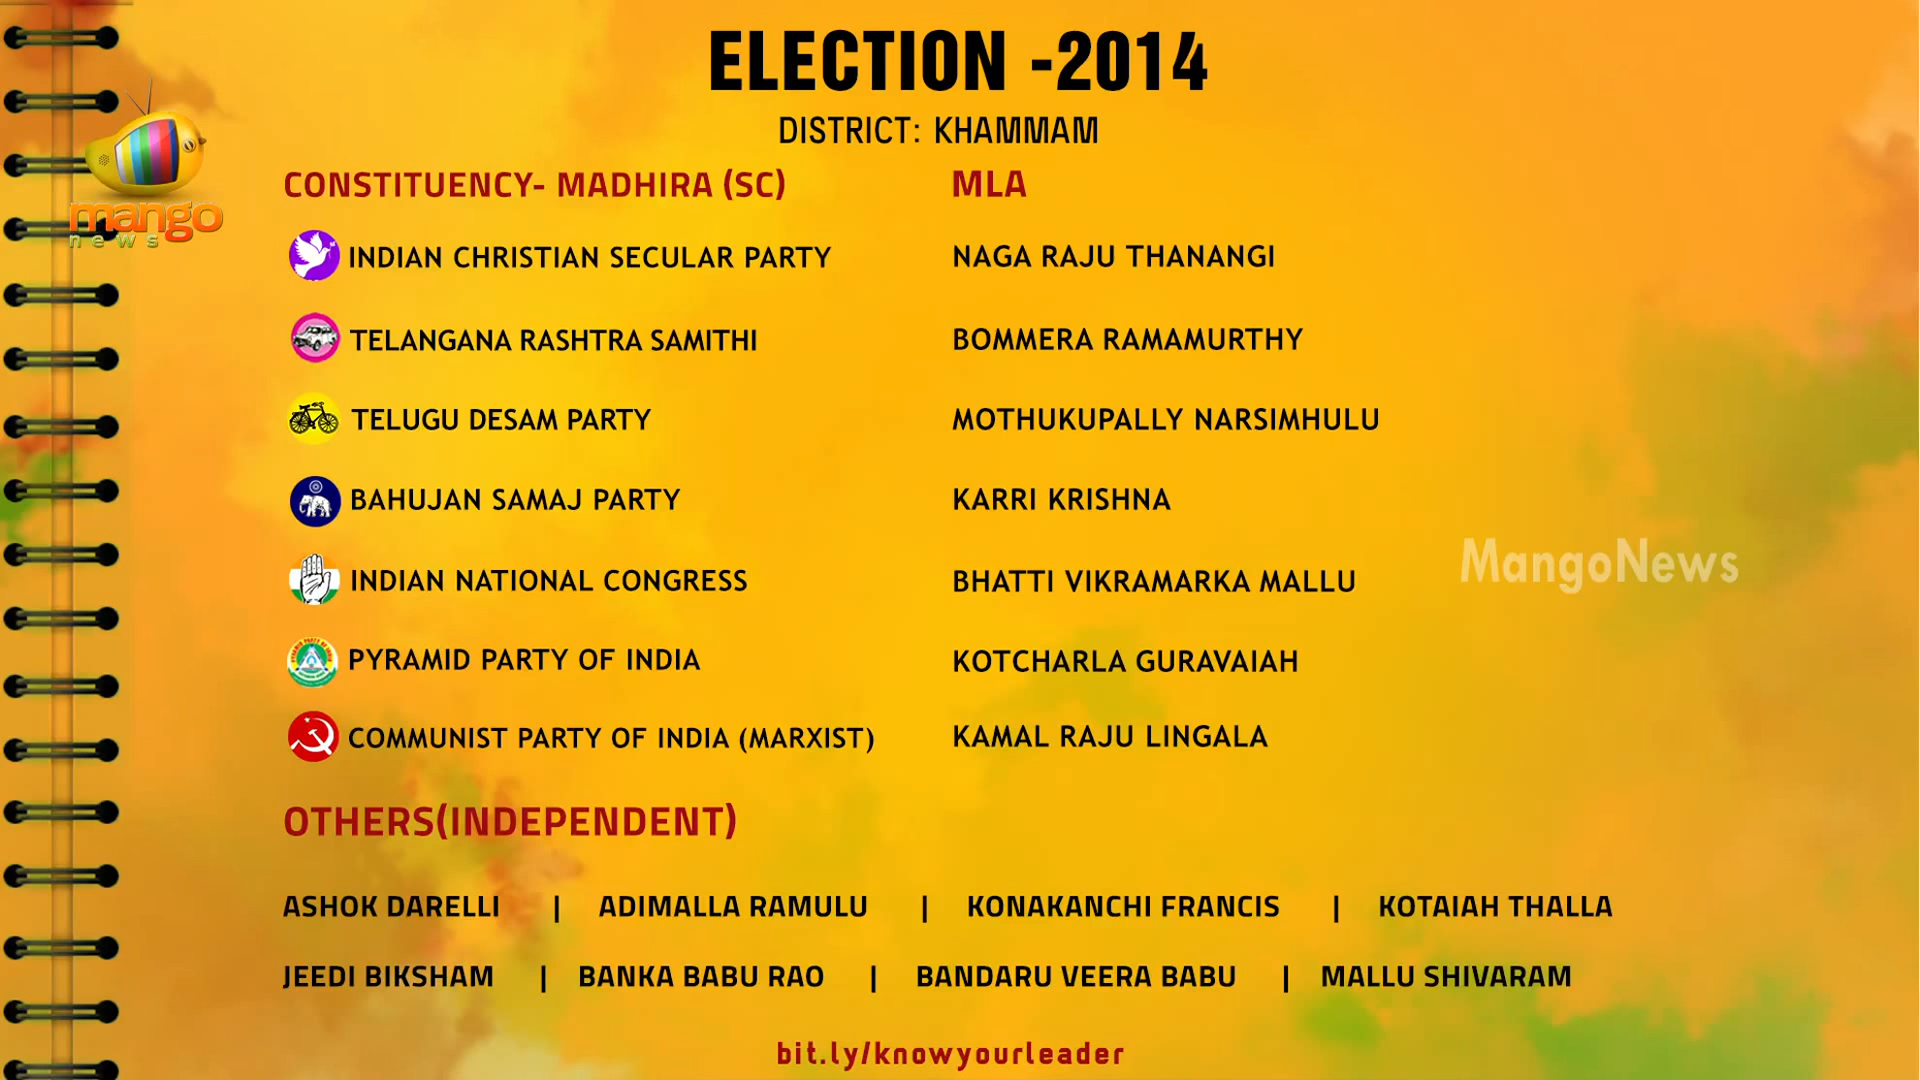 ELECTION -2014
DISTRICT: KHAMMAM
CONSTITUENCY- MADHIRA (SC) MLA
mango
news
INDIAN CHRISTIAN SECULAR PARTY NAGA RAJU THANANGI
TELANGANA RASHTRA SAMITHI BOMMERA RAMAMURTHY
TELUGU DESAM PARTY MOTHUKUPALLY NARSIMHULU
BAHUJAN SAMAJ PARTY KARRI KRISHNA
INDIAN NATIONAL CONGRESS BHATTI VIKRAMARKA MALLU
MangoNews
PYRAMID PARTY OF INDIA KOTCHARLA GURAVAIAH
COMMUNIST PARTY OF INDIA (MARXIST) KAMAL RAJU LINGALA
OTHERS(INDEPENDENT)
ASHOK DARELLI | ADIMALLA RAMULU | KONAKANCHI FRANCIS | KOTAIAH THALLA
JEEDI BIKSHAM | BANKA BABU RAO | BANDARU VEERA BABU | MALLU SHIVARAM
bit.ly/knowyourleader